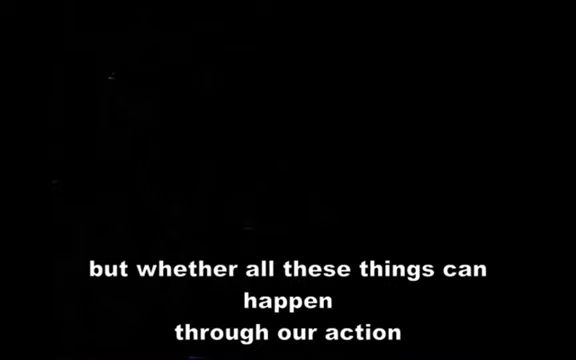 but whether all these things can
happen
through our action